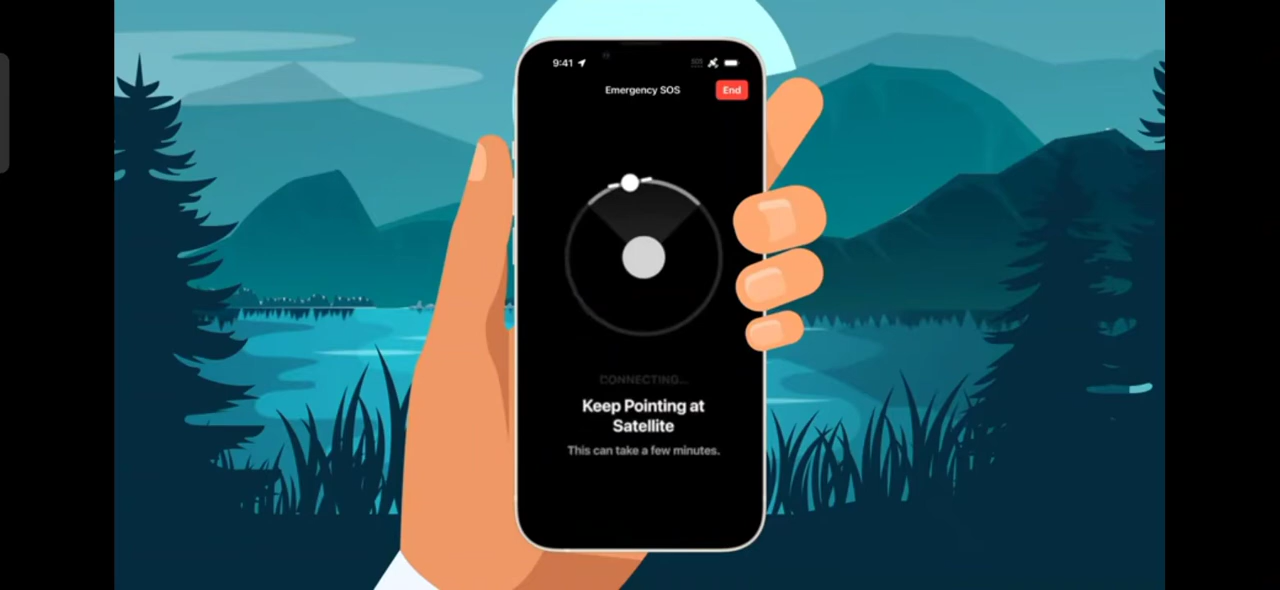 9:41
SOS
Emergency SOS
End
CONNECTING...
Keep Pointing at
Satellite
This can take a few minutes.